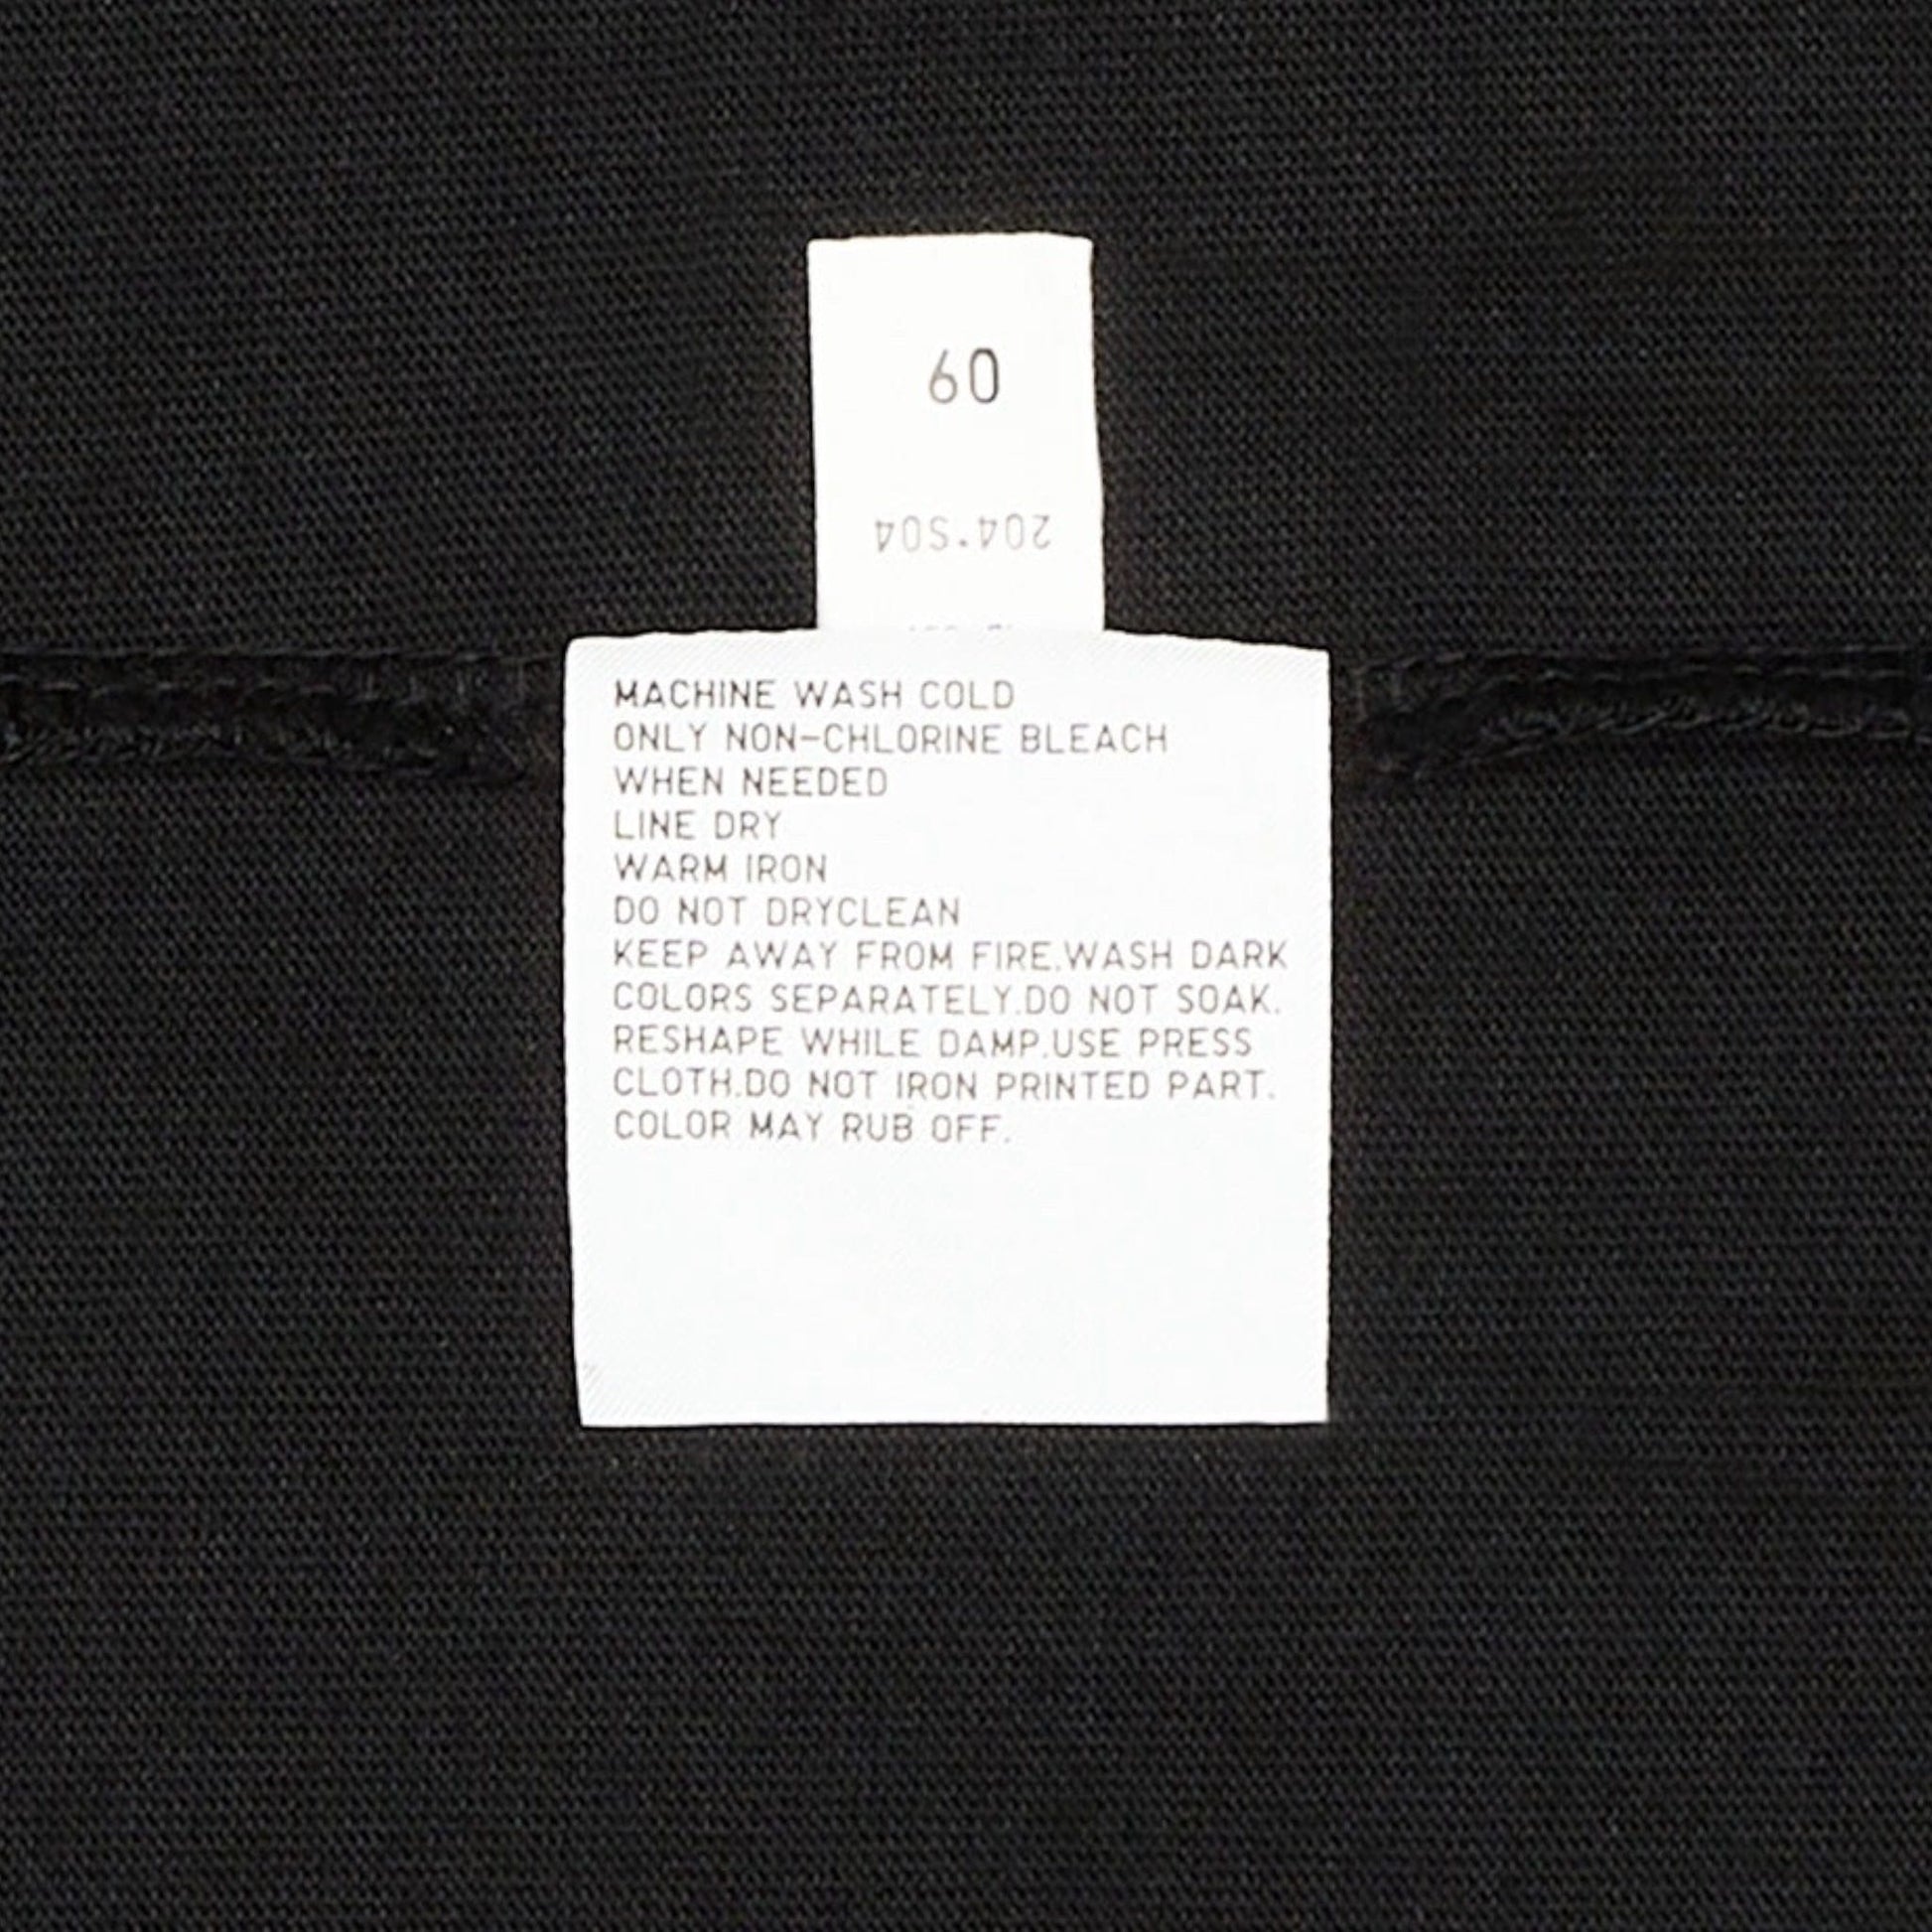 60
204.S04
MACHINE WASH COLD
ONLY NON-CHLORINE BLEACH
WHEN NEEDED
LINE DRY
WARM IRON
DO NOT DRYCLEAN
KEEP AWAY FROM FIRE.WASH DARK
COLORS SEPARATELY.DO NOT SOAK.
RESHAPE WHILE DAMP.USE PRESS
CLOTH.DO NOT IRON PRINTED PART.
COLOR MAY RUB OFF.